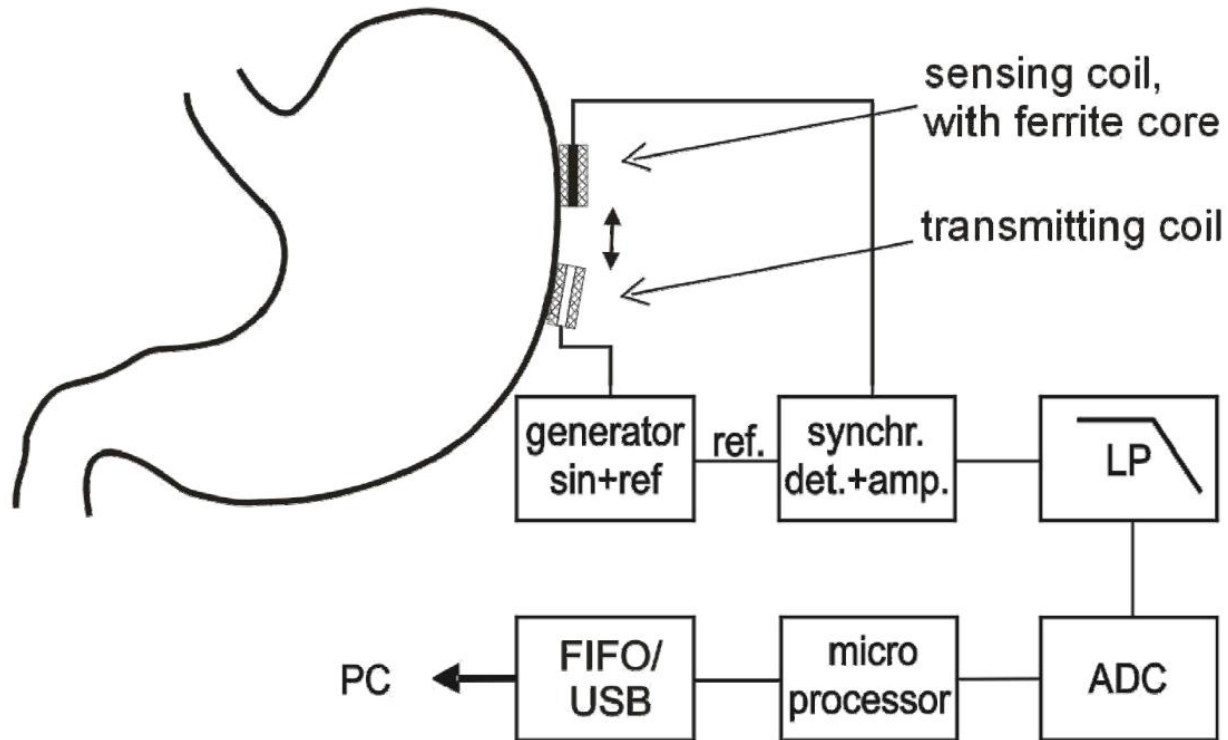 sensing coil,
with ferrite core
transmitting coil
generator
sin+ref
ref.
synchr.
det.+amp.
LP
PC
FIFO/
USB
micro
processor
ADC